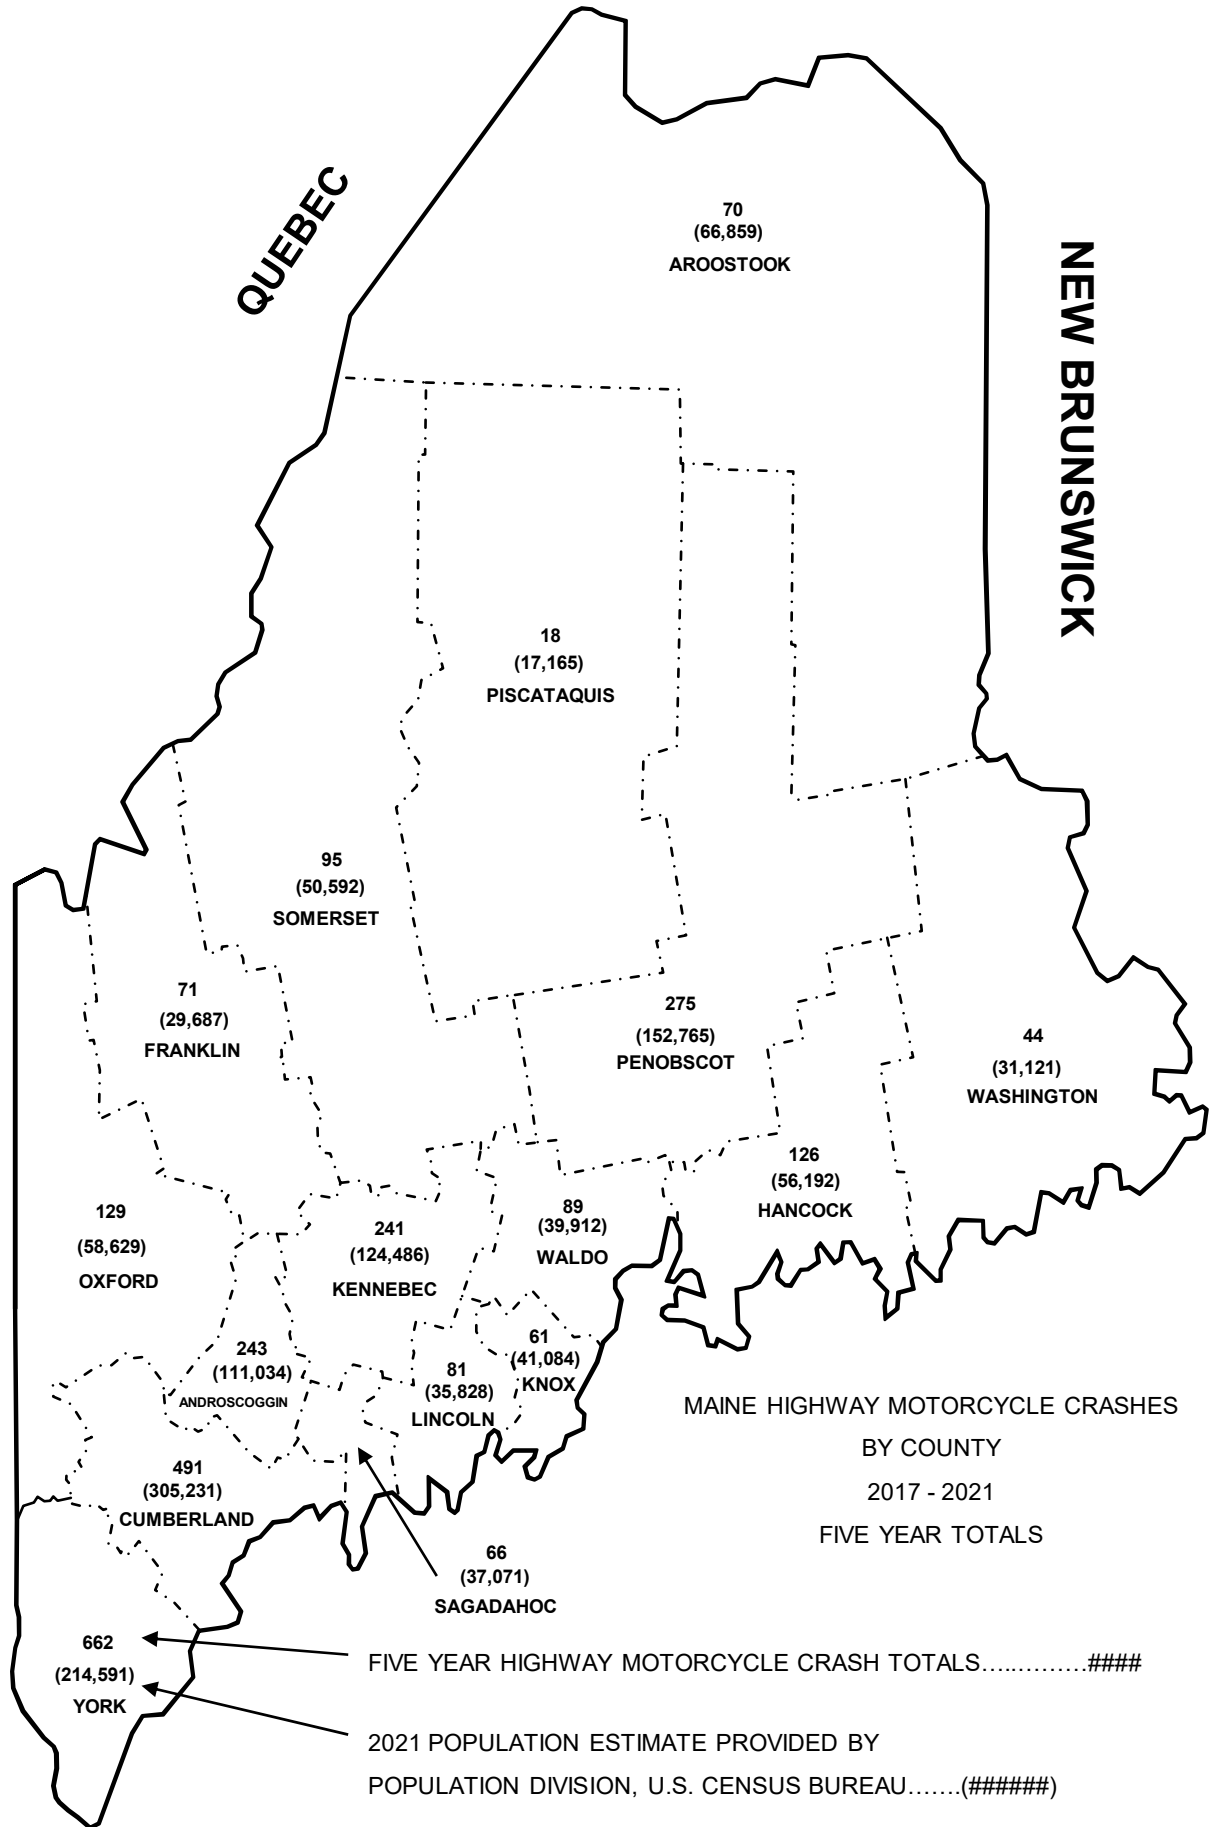 QUEBEC
NEW BRUNSWICK
70
(66,859)
AROOSTOOK
18
(17,165)
PISCATAQUIS
95
(50,592)
SOMERSET
71
(29,687)
FRANKLIN
275
(152,765)
PENOBSCOT
44
(31,121)
WASHINGTON
126
(56,192)
HANCOCK
129
(58,629)
OXFORD
241
(124,486)
KENNEBEC
89
(39,912)
WALDO
243
(111,034)
ANDROSCOGGIN
81
(35,828)
LINCOLN
61
(41,084)
KNOX
MAINE HIGHWAY MOTORCYCLE CRASHES
BY COUNTY
2017 - 2021
FIVE YEAR TOTALS
491
(305,231)
CUMBERLAND
66
(37,071)
SAGADAHOC
662
(214,591)
YORK
FIVE YEAR HIGHWAY MOTORCYCLE CRASH TOTALS…..………####
2021 POPULATION ESTIMATE PROVIDED BY
POPULATION DIVISION, U.S. CENSUS BUREAU…….(######)